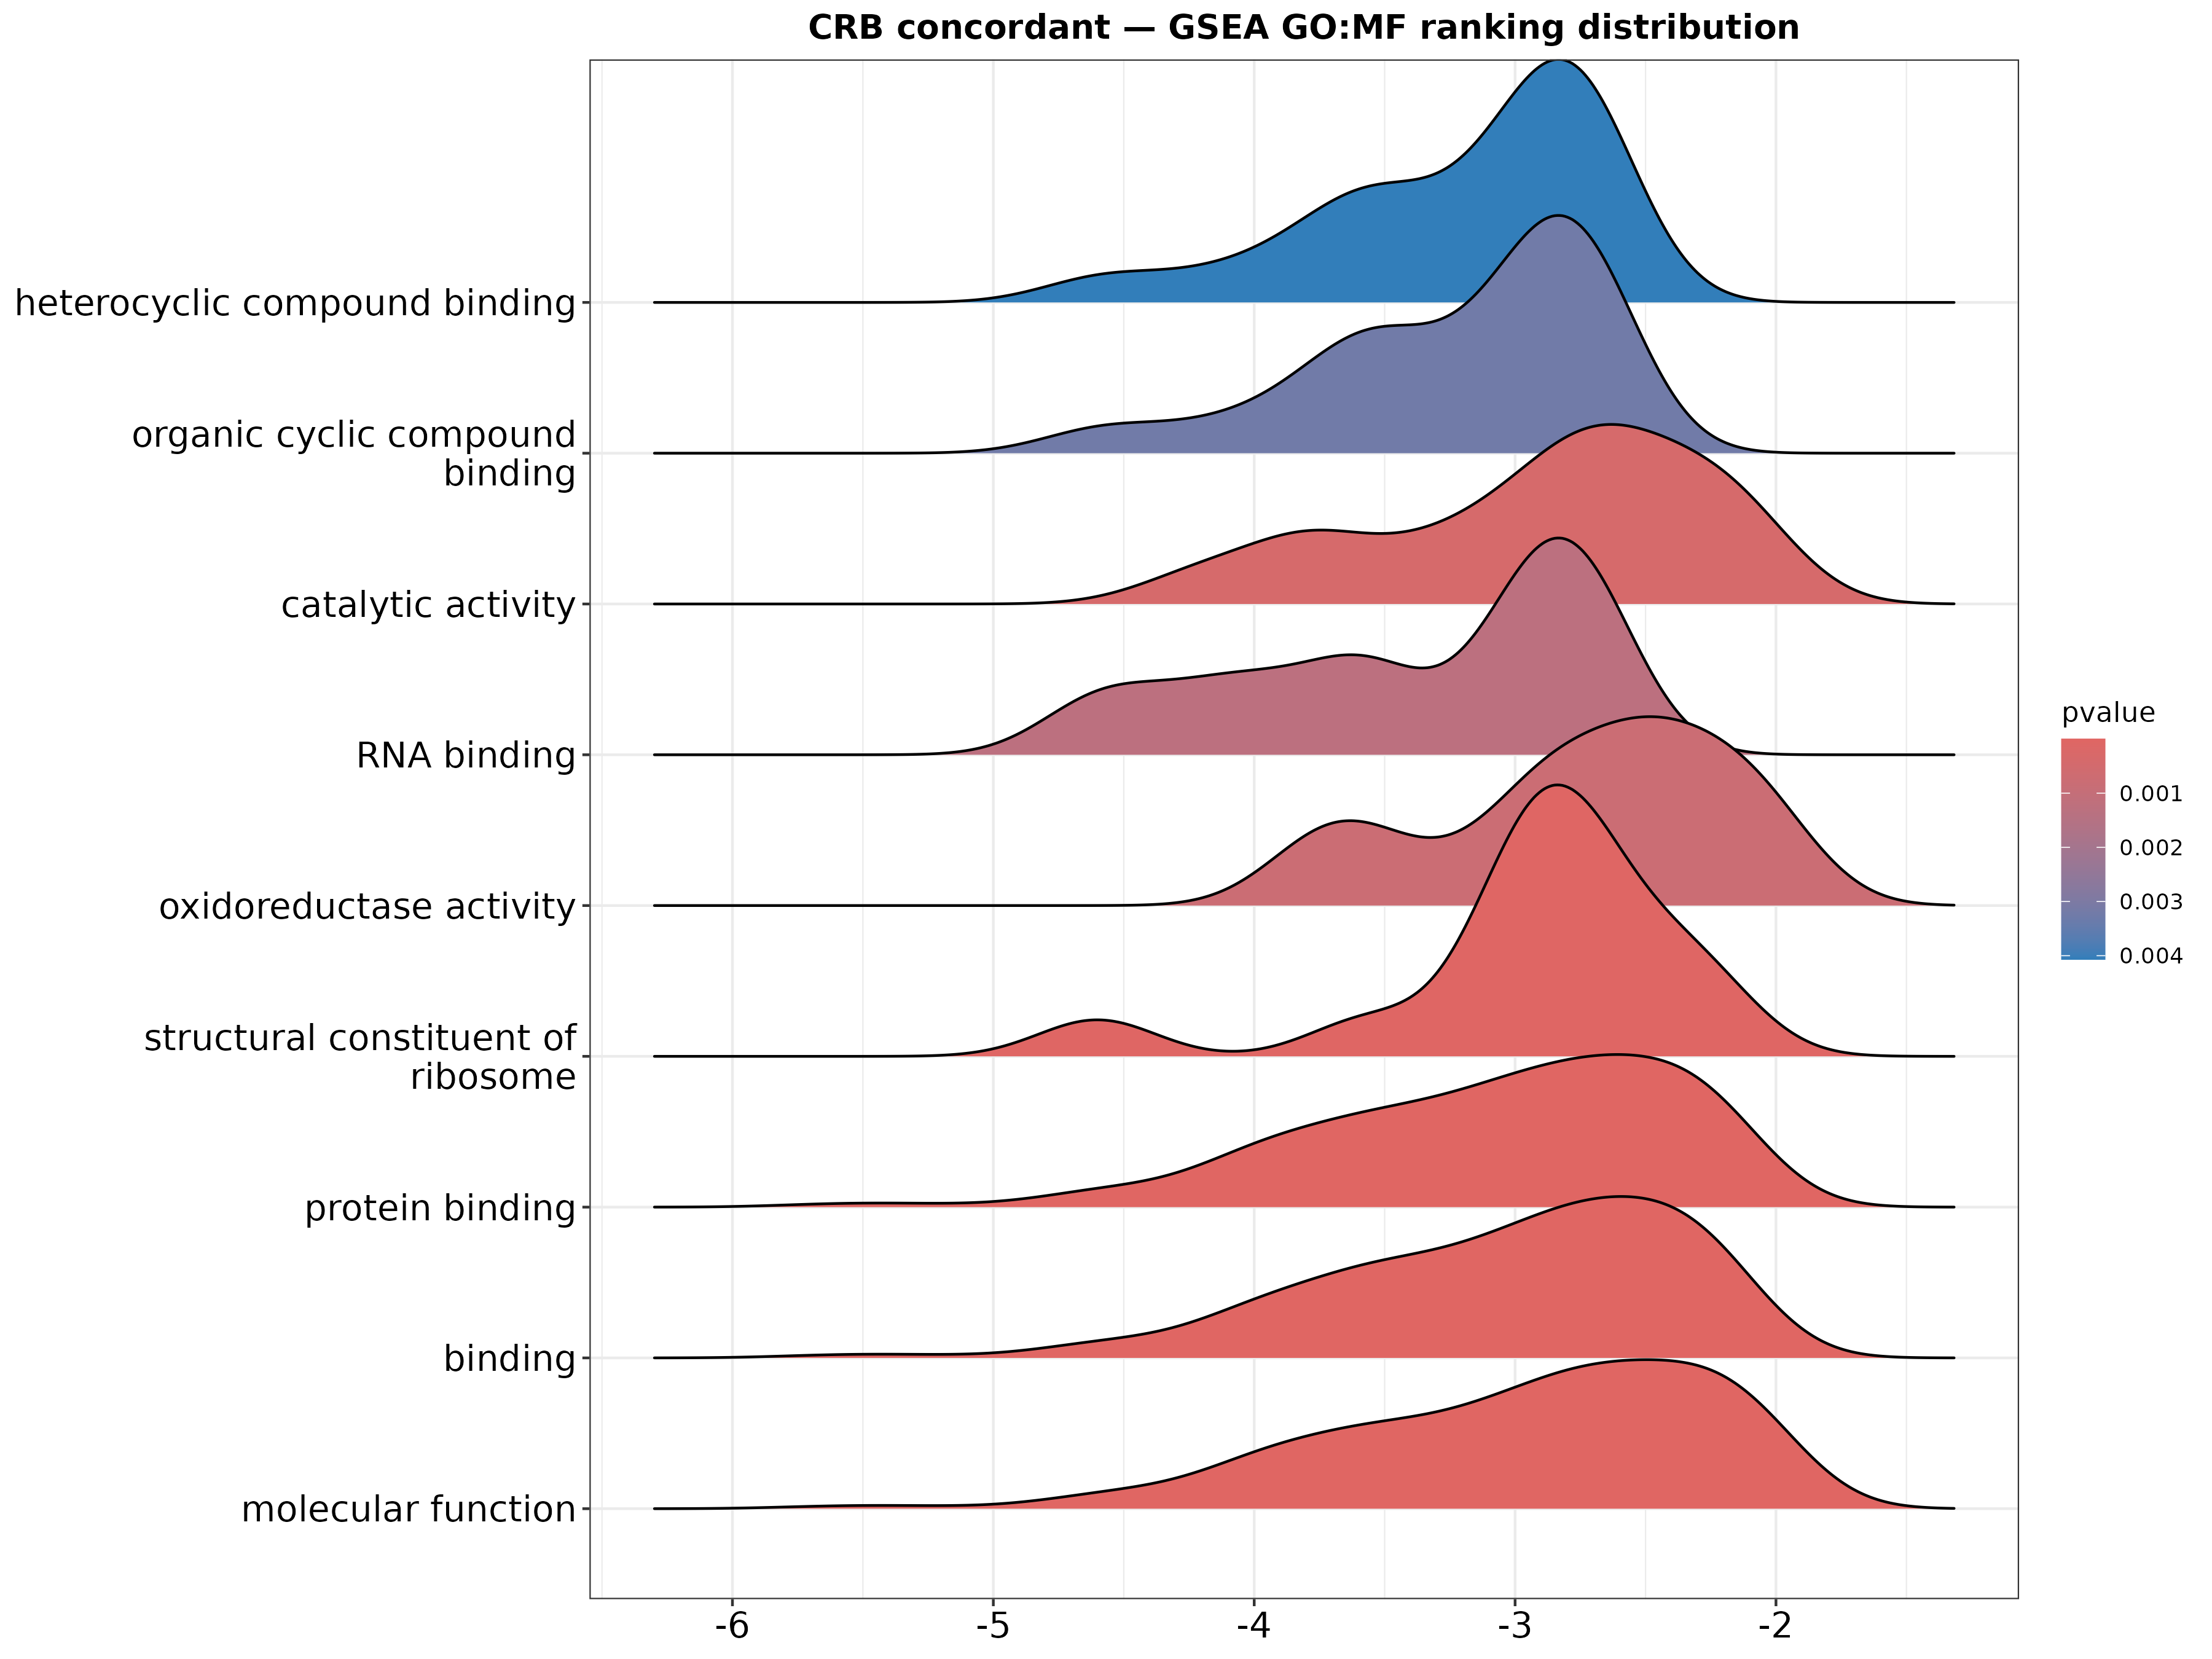 CRB concordant — GSEA GO:MF ranking distribution
heterocyclic compound binding
organic cyclic compound
binding
catalytic activity
RNA binding
oxidoreductase activity
structural constituent of
ribosome
protein binding
binding
molecular function
-6
-5
-4
-3
-2
pvalue
0.001
0.002
0.003
0.004